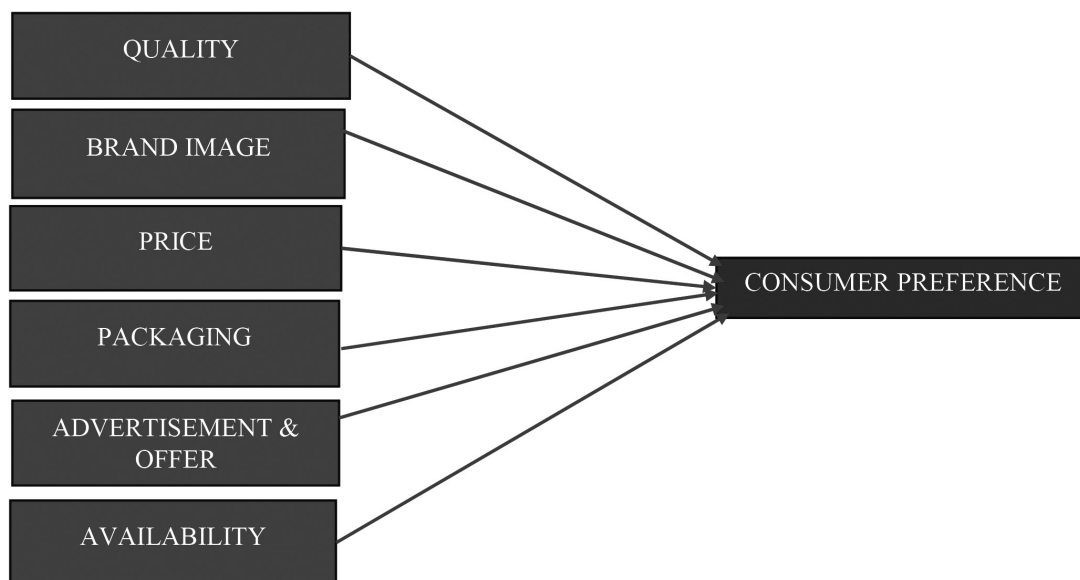 QUALITY
BRAND IMAGE
PRICE
PACKAGING
ADVERTISEMENT &
OFFER
AVAILABILITY
CONSUMER PREFERENCE